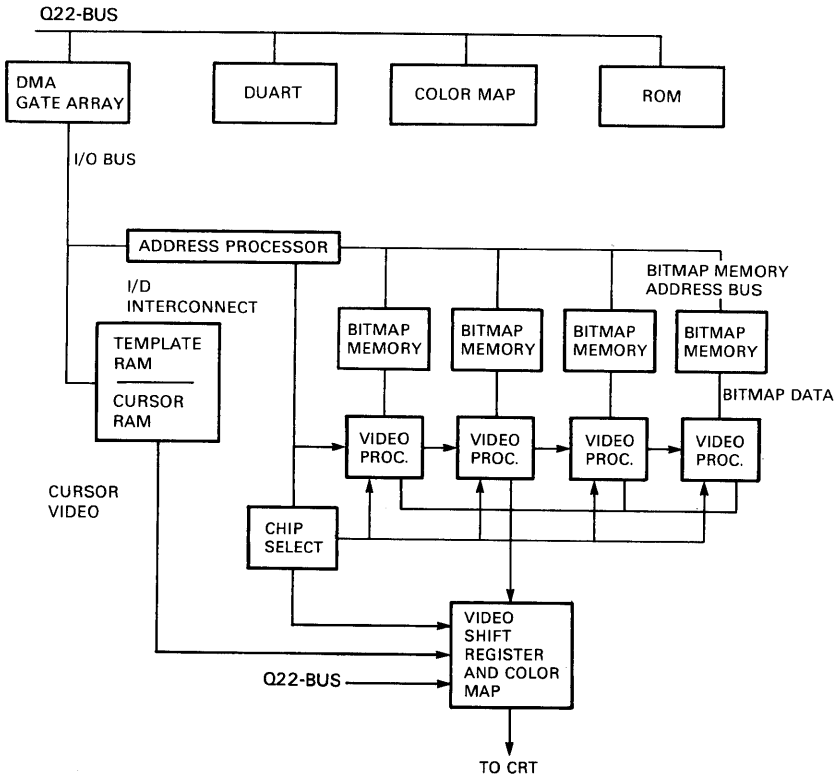 Q22-BUS
DMA
GATE ARRAY
DUART
COLOR MAP
ROM
I/O BUS
ADDRESS PROCESSOR
BITMAP MEMORY
ADDRESS BUS
I/D
INTERCONNECT
TEMPLATE
RAM
CURSOR
RAM
BITMAP
MEMORY
BITMAP
MEMORY
BITMAP
MEMORY
BITMAP
MEMORY
BITMAP DATA
VIDEO
PROC.
VIDEO
PROC.
VIDEO
PROC.
VIDEO
PROC.
CURSOR
VIDEO
CHIP
SELECT
VIDEO
SHIFT
REGISTER
AND COLOR
MAP
Q22-BUS
TO CRT